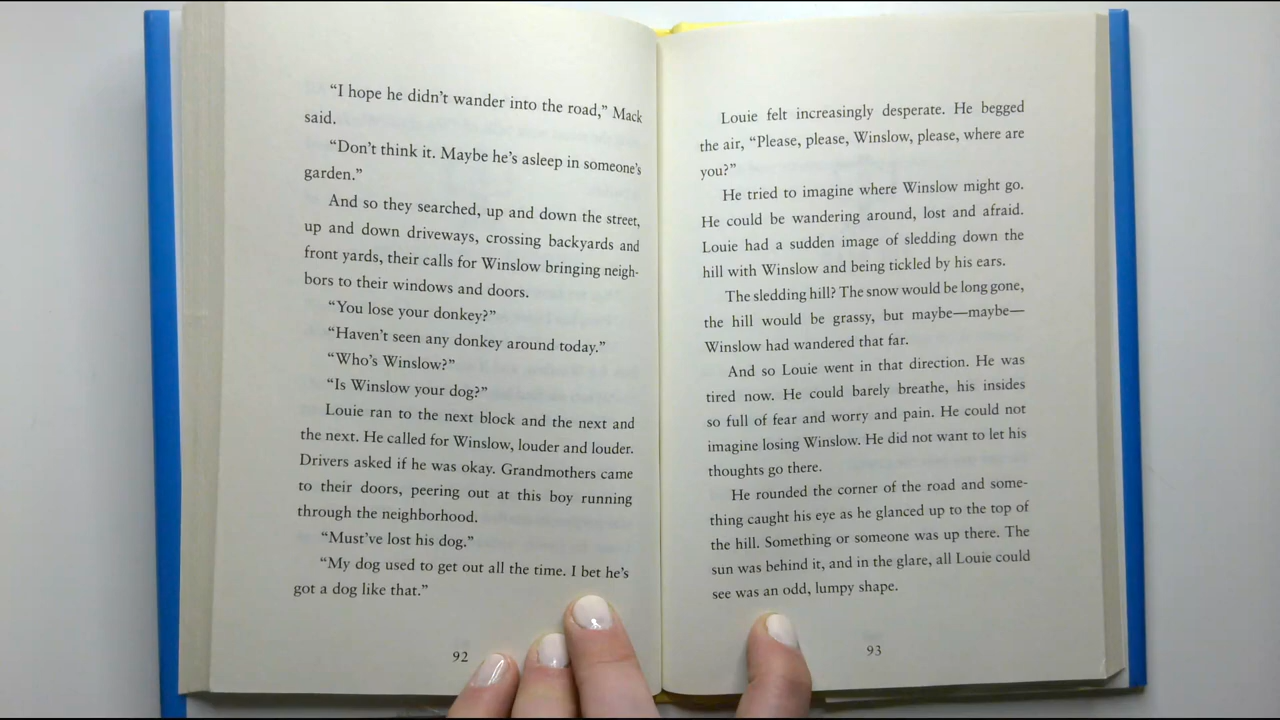 “I hope he didn’t wander into the road,” Mack
said.
“Don’t think it. Maybe he’s asleep in someone’s
garden.”
And so they searched, up and down the street,
up and down driveways, crossing backyards and
front yards, their calls for Winslow bringing neigh-
bors to their windows and doors.
“You lose your donkey?”
“Haven’t seen any donkey around today.”
“Who’s Winslow?”
“Is Winslow your dog?”
Louie ran to the next block and the next and
the next. He called for Winslow, louder and louder.
Drivers asked if he was okay. Grandmothers came
to their doors, peering out at this boy running
through the neighborhood.
“Must’ve lost his dog.”
“My dog used to get out all the time. I bet he’s
got a dog like that.”
92
Louie felt increasingly desperate. He begged
the air, “Please, please, Winslow, please, where are
you?”
He tried to imagine where Winslow might go.
He could be wandering around, lost and afraid.
Louie had a sudden image of sledding down the
hill with Winslow and being tickled by his ears.
The sledding hill? The snow would be long gone,
the hill would be grassy, but maybe—maybe—
Winslow had wandered that far.
And so Louie went in that direction. He was
tired now. He could barely breathe, his insides
so full of fear and worry and pain. He could not
imagine losing Winslow. He did not want to let his
thoughts go there.
He rounded the corner of the road and some-
thing caught his eye as he glanced up to the top of
the hill. Something or someone was up there. The
sun was behind it, and in the glare, all Louie could
see was an odd, lumpy shape.
93